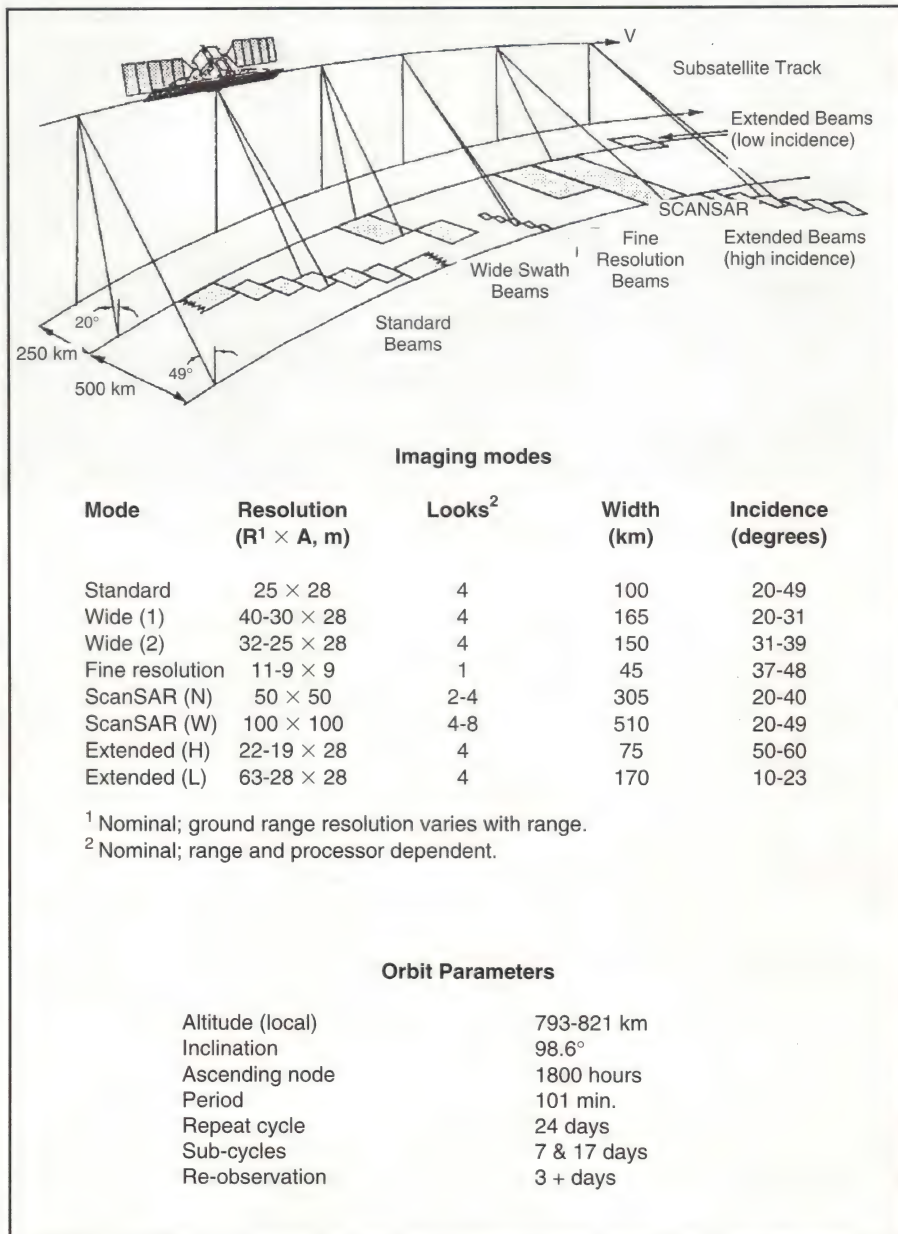 V
Subsatellite Track
Extended Beams
(low incidence)
SCANSAR
Fine
Resolution
Beams
Extended Beams
(high incidence)
Wide Swath
Beams
Standard
Beams
20°
250 km
49°
500 km
Imaging modes
Mode Resolution Looks² Width Incidence
(R¹ × A, m) (km) (degrees)
Standard 25 × 28 4 100 20-49
Wide (1) 40-30 × 28 4 165 20-31
Wide (2) 32-25 × 28 4 150 31-39
Fine resolution 11-9 × 9 1 45 37-48
ScanSAR (N) 50 × 50 2-4 305 20-40
ScanSAR (W) 100 × 100 4-8 510 20-49
Extended (H) 22-19 × 28 4 75 50-60
Extended (L) 63-28 × 28 4 170 10-23
¹ Nominal; ground range resolution varies with range.
² Nominal; range and processor dependent.
Orbit Parameters
Altitude (local) 793-821 km
Inclination 98.6°
Ascending node 1800 hours
Period 101 min.
Repeat cycle 24 days
Sub-cycles 7 & 17 days
Re-observation 3 + days